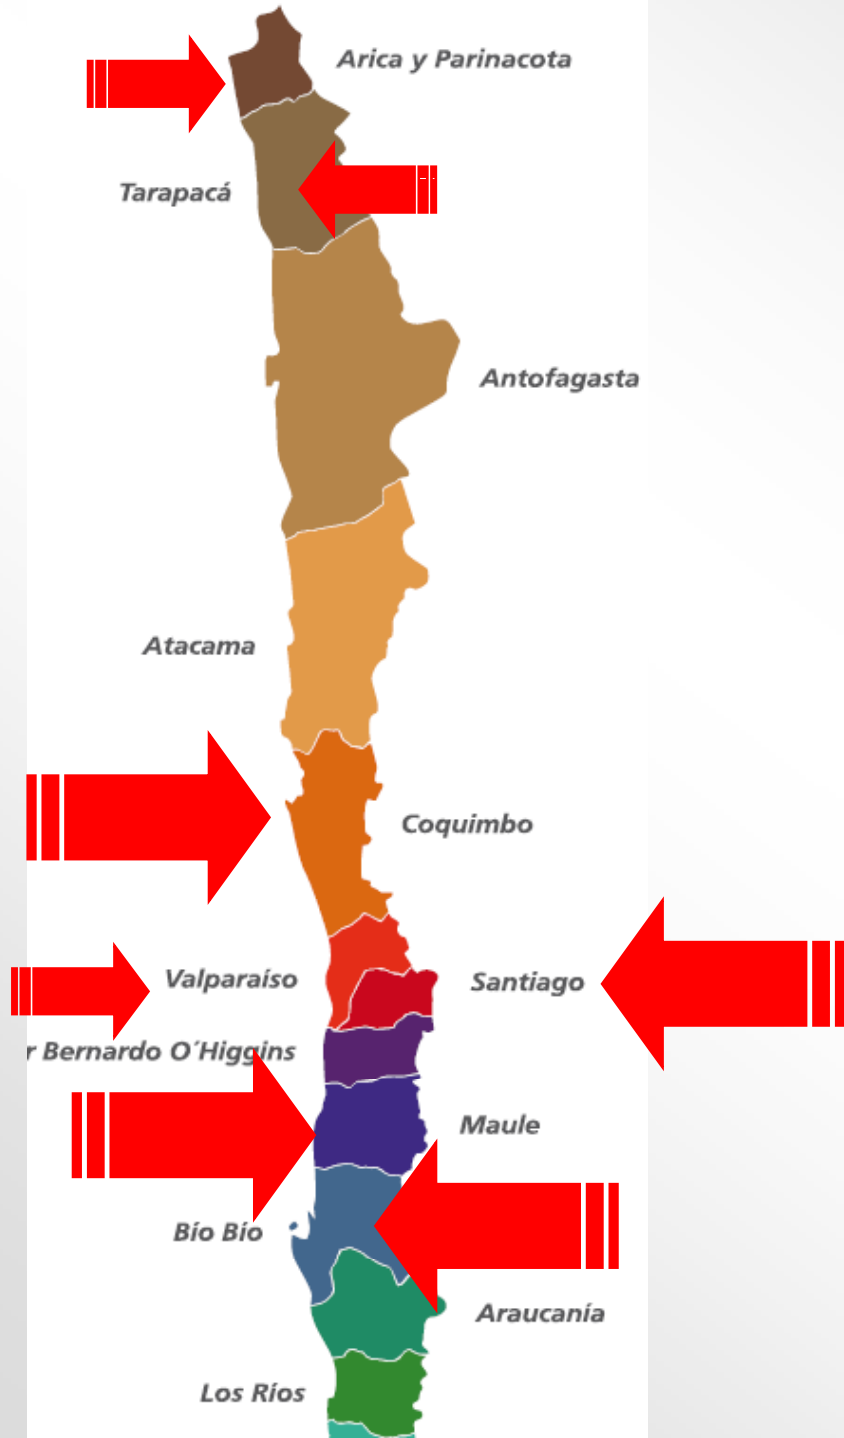 Arica y Parinacota
Tarapacá
Antofagasta
Atacama
Coquimbo
Valparaíso
Santiago
r Bernardo O´Higgins
Maule
Bío Bío
Araucanía
Los Ríos